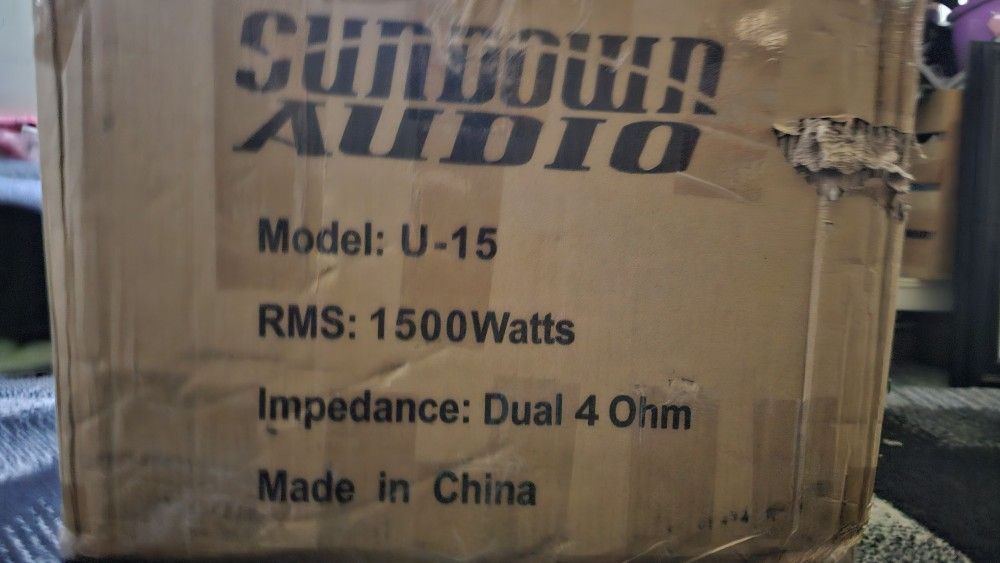 SUNDOWN
AUDIO
Model: U-15
RMS: 1500Watts
Impedance: Dual 4 Ohm
Made in China